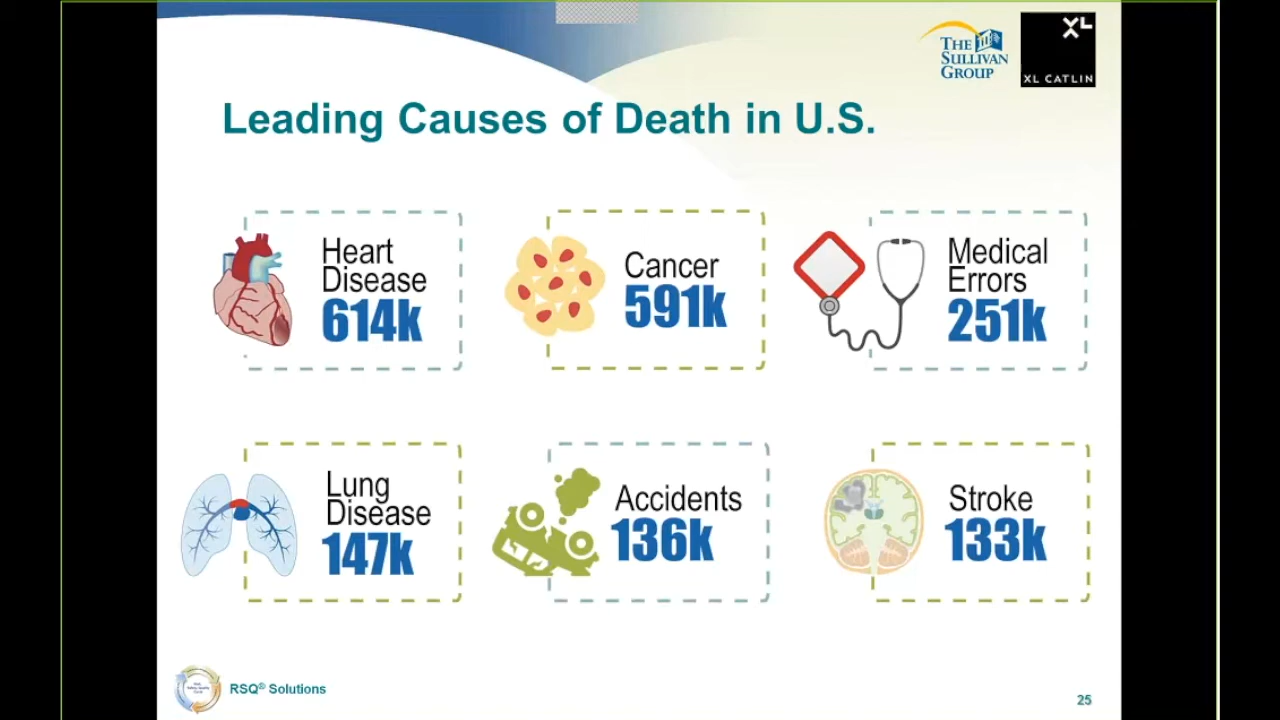 THE
SULLIVAN
GROUP
XL
XL CATLIN
Leading Causes of Death in U.S.
Heart
Disease
614k
Cancer
591k
Medical
Errors
251k
Lung
Disease
147k
Accidents
136k
Stroke
133k
RSQ® Solutions
25